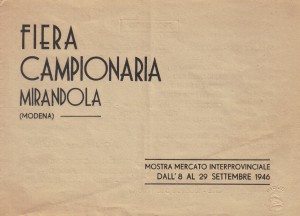 FIERA
CAMPIONARIA
MIRANDOLA
(MODENA)
MOSTRA MERCATO INTERPROVINCIALE
DALL'8 AL 29 SETTEMBRE 1946